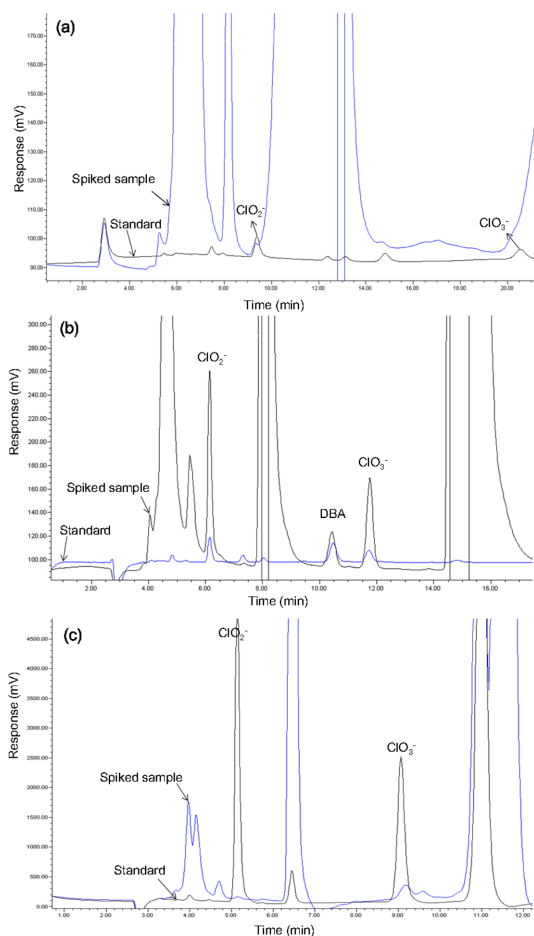 (a)
Response (mV)
170.00
160.00
150.00
140.00
130.00
120.00
110.00
100.00
90.00
Spiked sample
Standard
ClO₂⁻
ClO₃⁻
2.00 4.00 6.00 8.00 10.00 12.00 14.00 16.00 18.00 20.00
Time (min)
(b)
Response (mV)
300.00
280.00
260.00
240.00
220.00
200.00
180.00
160.00
140.00
120.00
100.00
ClO₂⁻
Spiked sample
Standard
DBA
ClO₃⁻
2.00 4.00 6.00 8.00 10.00 12.00 14.00 16.00
Time (min)
(c)
Response (mV)
4500.00
4000.00
3500.00
3000.00
2500.00
2000.00
1500.00
1000.00
500.00
0.00
ClO₂⁻
ClO₃⁻
Spiked sample
Standard
1.00 2.00 3.00 4.00 5.00 6.00 7.00 8.00 9.00 10.00 11.00 12.00
Time (min)